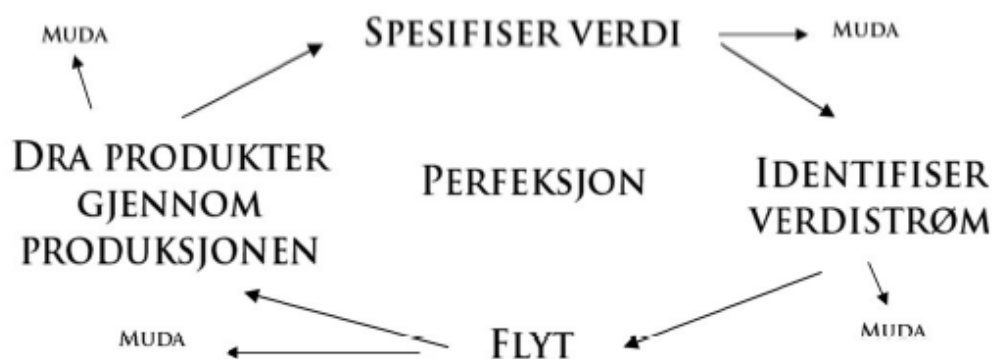 SPESIFISER VERDI
MUDA
MUDA
DRA PRODUKTER
GJENNOM
PRODUKSJONEN
PERFEKSJON
IDENTIFISER
VERDISTRØM
MUDA
FLYT
MUDA